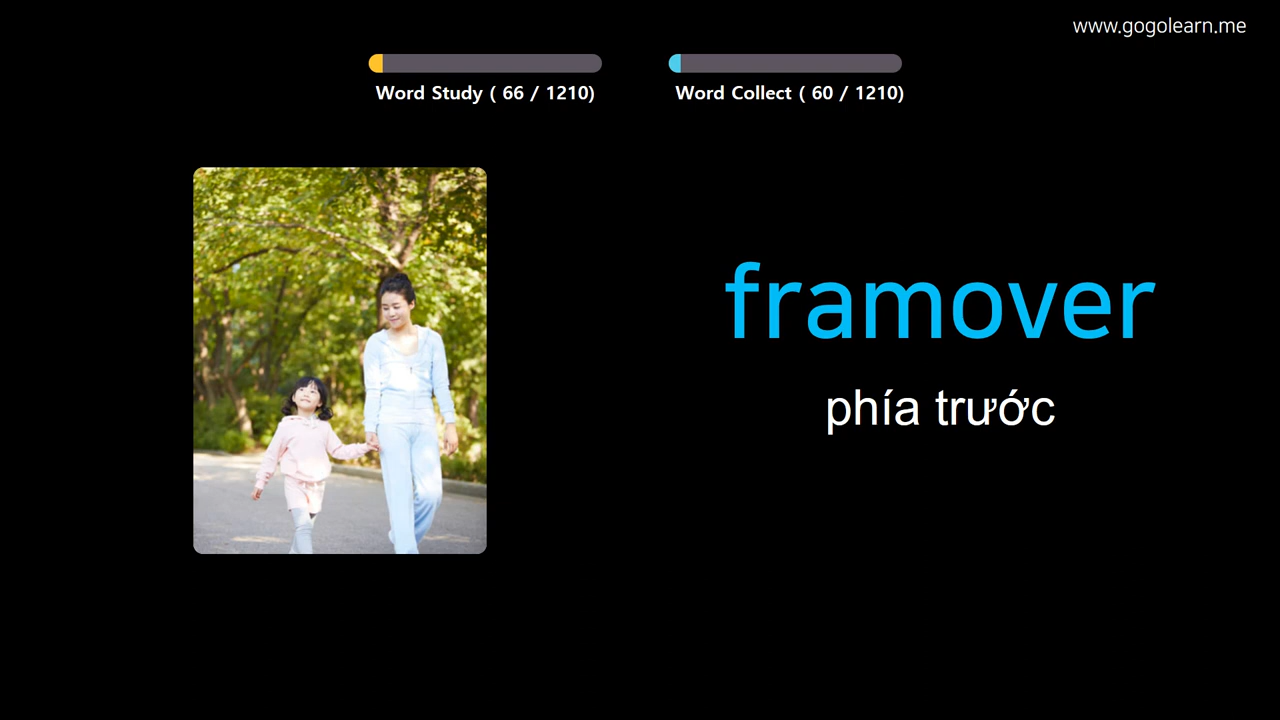 www.gogolearn.me
Word Study ( 66 / 1210)
Word Collect ( 60 / 1210)
framover
phía trước